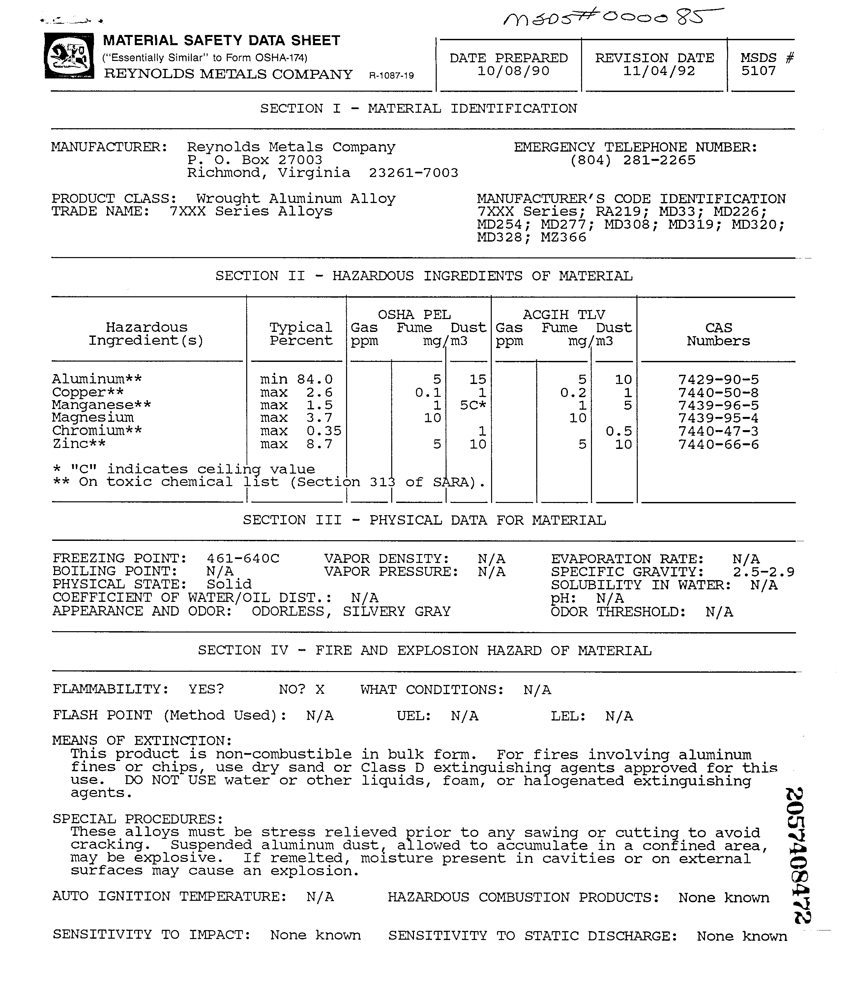 MSDS#000085
MATERIAL SAFETY DATA SHEET
("Essentially Similar" to Form OSHA-174)
REYNOLDS METALS COMPANY R-1087-19
DATE PREPARED REVISION DATE MSDS #
10/08/90 11/04/92 5107
SECTION I - MATERIAL IDENTIFICATION
MANUFACTURER: Reynolds Metals Company EMERGENCY TELEPHONE NUMBER:
P. O. Box 27003 (804) 281-2265
Richmond, Virginia 23261-7003
PRODUCT CLASS: Wrought Aluminum Alloy MANUFACTURER'S CODE IDENTIFICATION
TRADE NAME: 7XXX Series Alloys 7XXX Series; RA219; MD33; MD226;
MD254; MD277; MD308; MD319; MD320;
MD328; MZ366
SECTION II - HAZARDOUS INGREDIENTS OF MATERIAL
OSHA PEL ACGIH TLV
Hazardous Typical Gas Fume Dust Gas Fume Dust CAS
Ingredient(s) Percent ppm mg/m3 ppm mg/m3 Numbers
Aluminum** min 84.0 5 15 5 10 7429-90-5
Copper** max 2.6 0.1 1 0.2 1 7440-50-8
Manganese** max 1.5 1 5C* 1 5 7439-96-5
Magnesium max 3.7 10 10 7439-95-4
Chromium** max 0.35 1 0.5 7440-47-3
Zinc** max 8.7 5 10 5 10 7440-66-6
* "C" indicates ceiling value
** On toxic chemical list (Section 313 of SARA).
SECTION III - PHYSICAL DATA FOR MATERIAL
FREEZING POINT: 461-640C VAPOR DENSITY: N/A EVAPORATION RATE: N/A
BOILING POINT: N/A VAPOR PRESSURE: N/A SPECIFIC GRAVITY: 2.5-2.9
PHYSICAL STATE: Solid SOLUBILITY IN WATER: N/A
COEFFICIENT OF WATER/OIL DIST.: N/A pH: N/A
APPEARANCE AND ODOR: ODORLESS, SILVERY GRAY ODOR THRESHOLD: N/A
SECTION IV - FIRE AND EXPLOSION HAZARD OF MATERIAL
FLAMMABILITY: YES? NO? X WHAT CONDITIONS: N/A
FLASH POINT (Method Used): N/A UEL: N/A LEL: N/A
MEANS OF EXTINCTION:
This product is non-combustible in bulk form. For fires involving aluminum
fines or chips, use dry sand or Class D extinguishing agents approved for this
use. DO NOT USE water or other liquids, foam, or halogenated extinguishing
agents.
SPECIAL PROCEDURES:
These alloys must be stress relieved prior to any sawing or cutting to avoid
cracking. Suspended aluminum dust, allowed to accumulate in a confined area,
may be explosive. If remelted, moisture present in cavities or on external
surfaces may cause an explosion.
AUTO IGNITION TEMPERATURE: N/A HAZARDOUS COMBUSTION PRODUCTS: None known
SENSITIVITY TO IMPACT: None known SENSITIVITY TO STATIC DISCHARGE: None known
20574408472